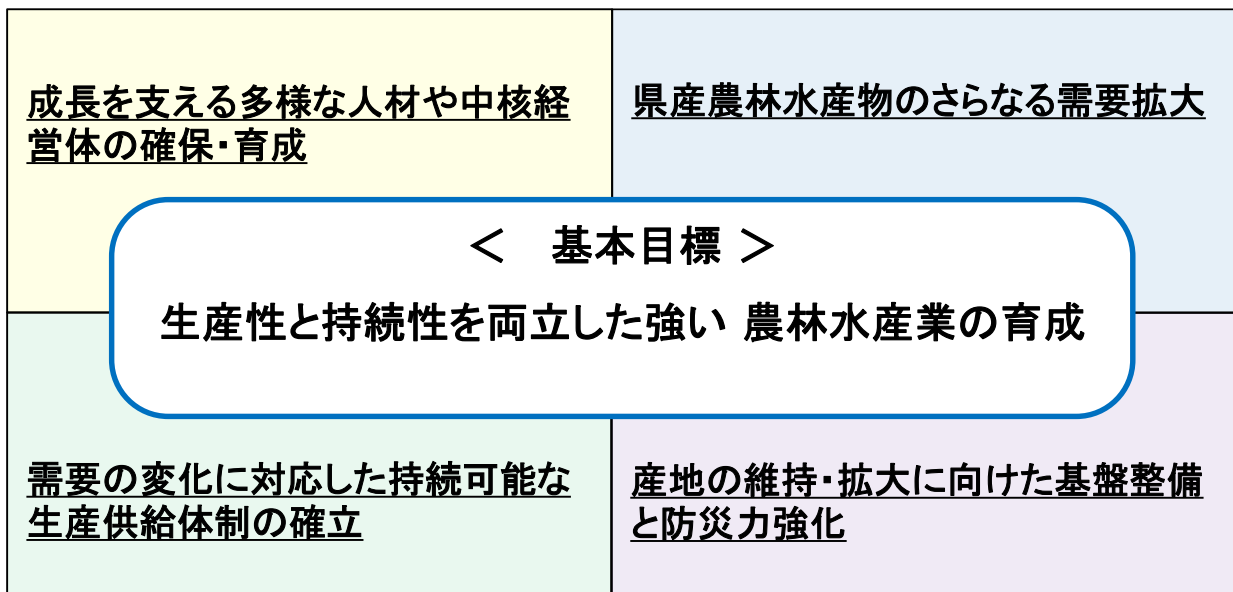 成長を支える多様な人材や中核経
営体の確保・育成
県産農林水産物のさらなる需要拡大
＜　基本目標 ＞
生産性と持続性を両立した強い 農林水産業の育成
需要の変化に対応した持続可能な
生産供給体制の確立
産地の維持・拡大に向けた基盤整備
と防災力強化